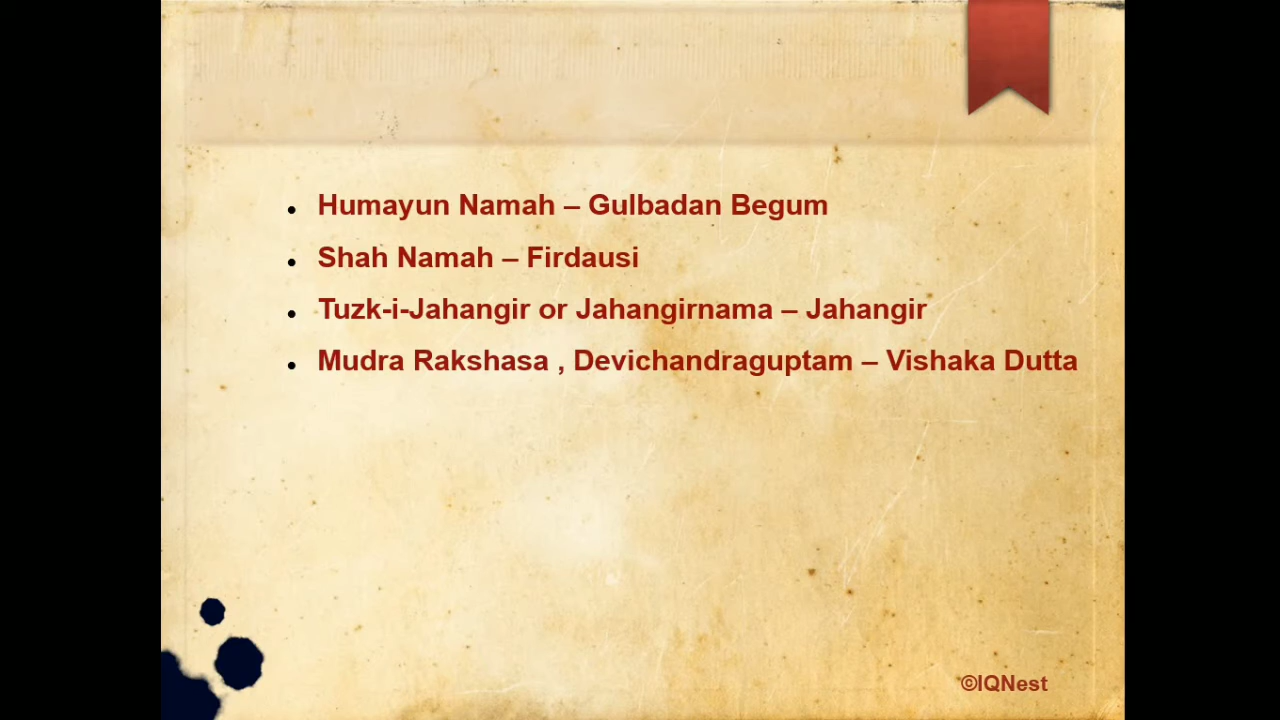 • Humayun Namah – Gulbadan Begum
• Shah Namah – Firdausi
• Tuzk-i-Jahangir or Jahangirnama – Jahangir
• Mudra Rakshasa , Devichandraguptam – Vishaka Dutta
©IQNest